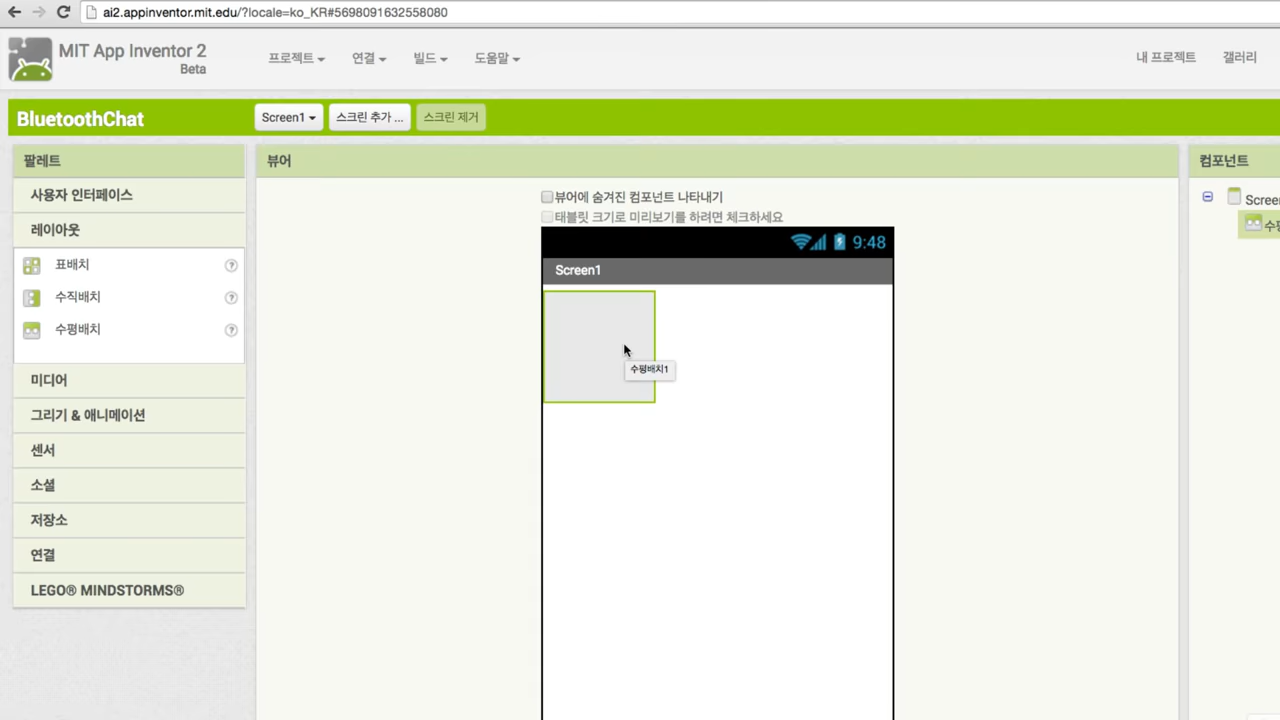 ai2.appinventor.mit.edu/?locale=ko_KR#5698091632558080
MIT App Inventor 2
Beta
프로젝트
연결
빌드
도움말
내 프로젝트
갤러리
BluetoothChat
Screen1
스크린 추가 ...
스크린 제거
팔레트
뷰어
컴포넌트
사용자 인터페이스
레이아웃
표배치
?
수직배치
?
수평배치
?
미디어
그리기 & 애니메이션
센서
소셜
저장소
연결
LEGO® MINDSTORMS®
뷰어에 숨겨진 컴포넌트 나타내기
태블릿 크기로 미리보기를 하려면 체크하세요
9:48
Screen1
수평배치1
Scree
수평